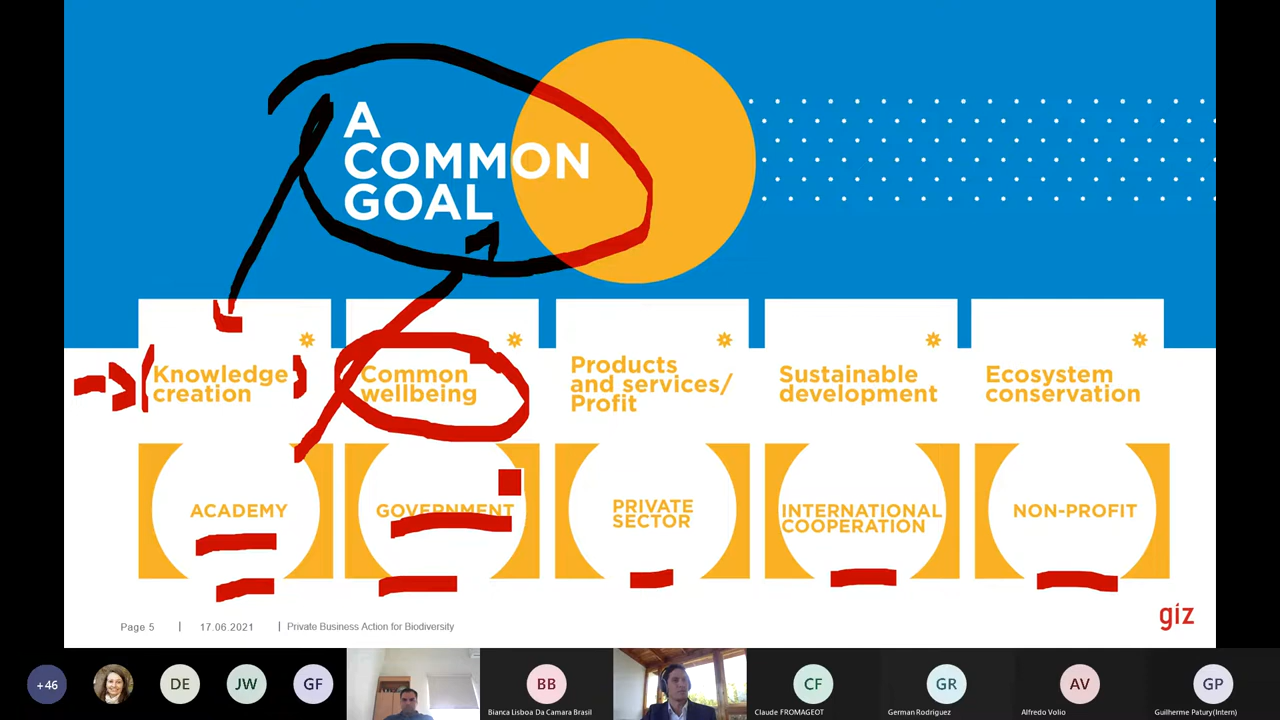 A
COMMON
GOAL
Knowledge
creation
Common
wellbeing
Products
and services/
Profit
Sustainable
development
Ecosystem
conservation
ACADEMY
GOVERNMENT
PRIVATE
SECTOR
INTERNATIONAL
COOPERATION
NON-PROFIT
Page 5 | 17.06.2021 | Private Business Action for Biodiversity
giz
+46
DE
JW
GF
BB
Bianca Lisboa Da Camara Brasil
CF
Claude FROMAGEOT
GR
German Rodriguez
AV
Alfredo Volio
GP
Guilherme Patury(Intern)